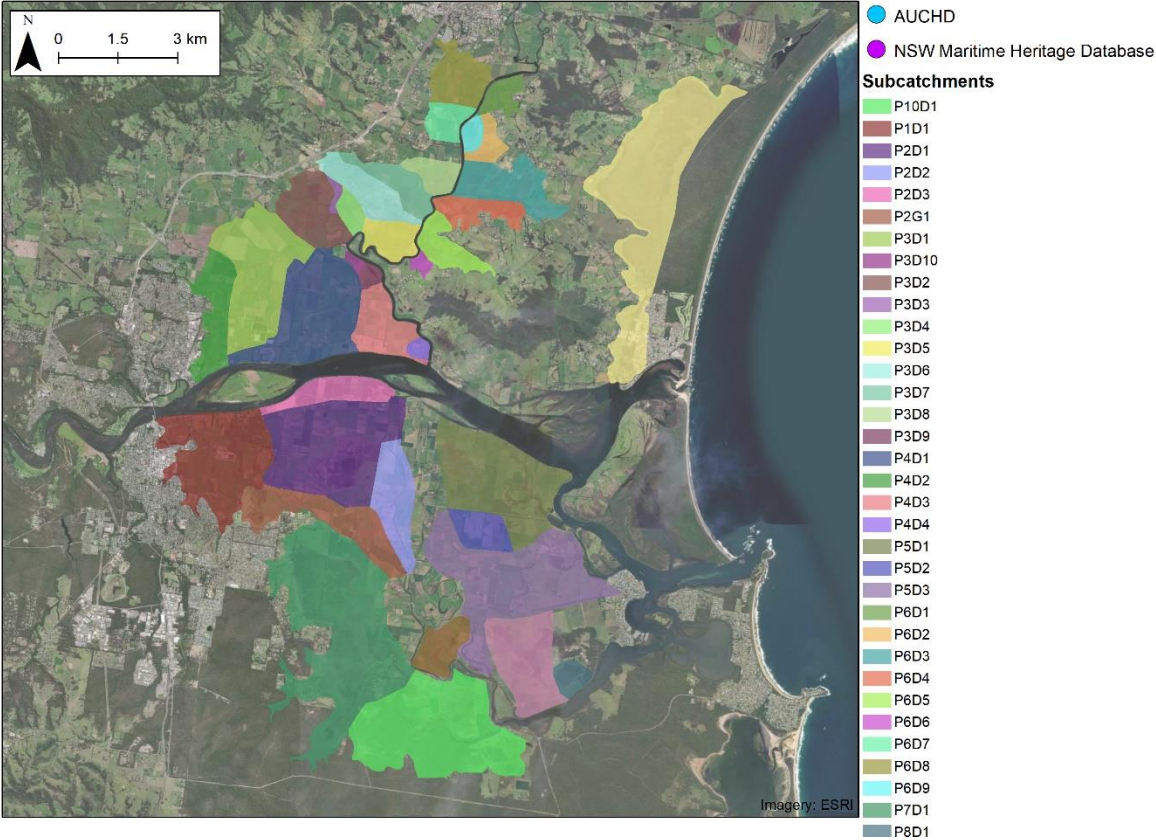 N
0 1.5 3 km
AUCHD
NSW Maritime Heritage Database
Subcatchments
P10D1
P1D1
P2D1
P2D2
P2D3
P2G1
P3D1
P3D10
P3D2
P3D3
P3D4
P3D5
P3D6
P3D7
P3D8
P3D9
P4D1
P4D2
P4D3
P4D4
P5D1
P5D2
P5D3
P6D1
P6D2
P6D3
P6D4
P6D5
P6D6
P6D7
P6D8
P6D9
P7D1
P8D1
Imagery: ESRI